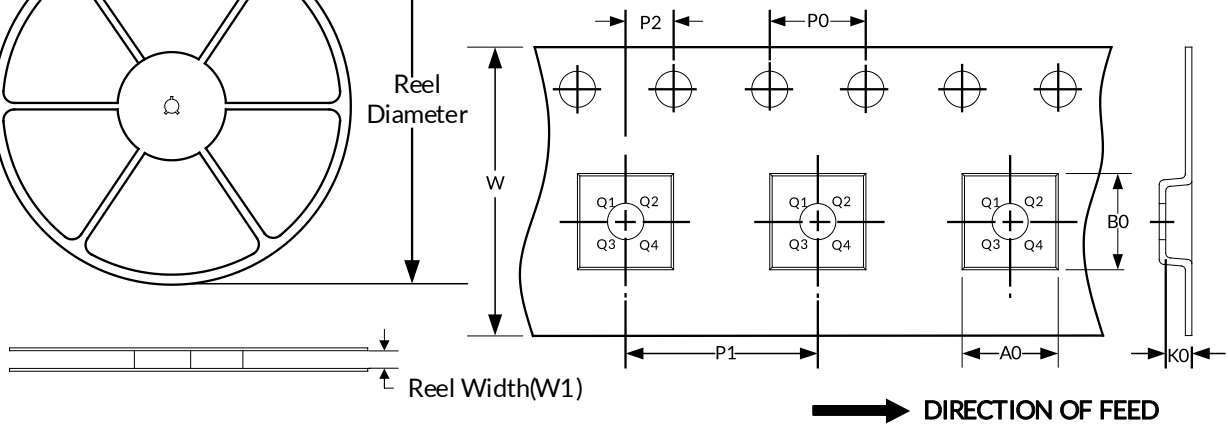 P2
P0
Reel
Diameter
W
Q1 Q2
Q3 Q4
Q1 Q2
Q3 Q4
Q1 Q2
Q3 Q4
B0
P1
A0
K0
Reel Width(W1)
DIRECTION OF FEED